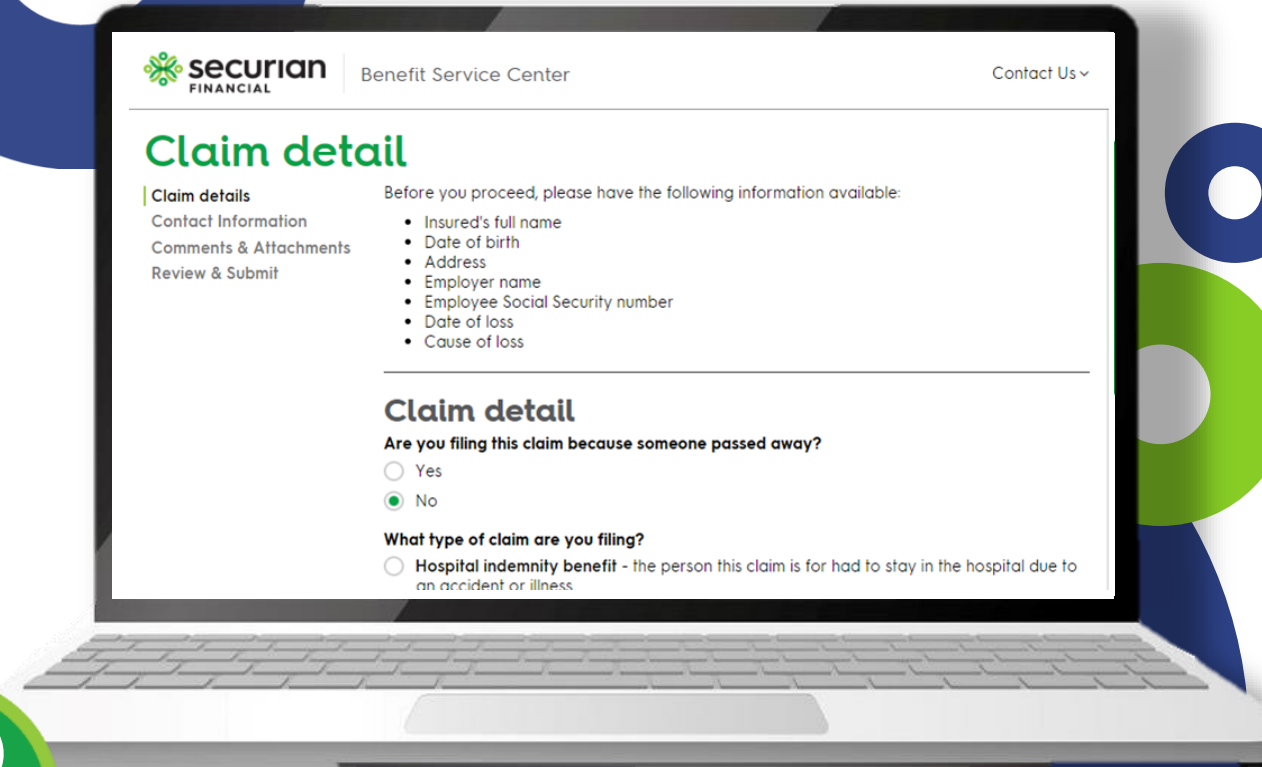 securian
FINANCIAL
Benefit Service Center
Contact Us
Claim detail
Claim details
Contact Information
Comments & Attachments
Review & Submit
Before you proceed, please have the following information available:
• Insured's full name
• Date of birth
• Address
• Employer name
• Employee Social Security number
• Date of loss
• Cause of loss
Claim detail
Are you filing this claim because someone passed away?
Yes
No
What type of claim are you filing?
Hospital indemnity benefit - the person this claim is for had to stay in the hospital due to
an accident or illness